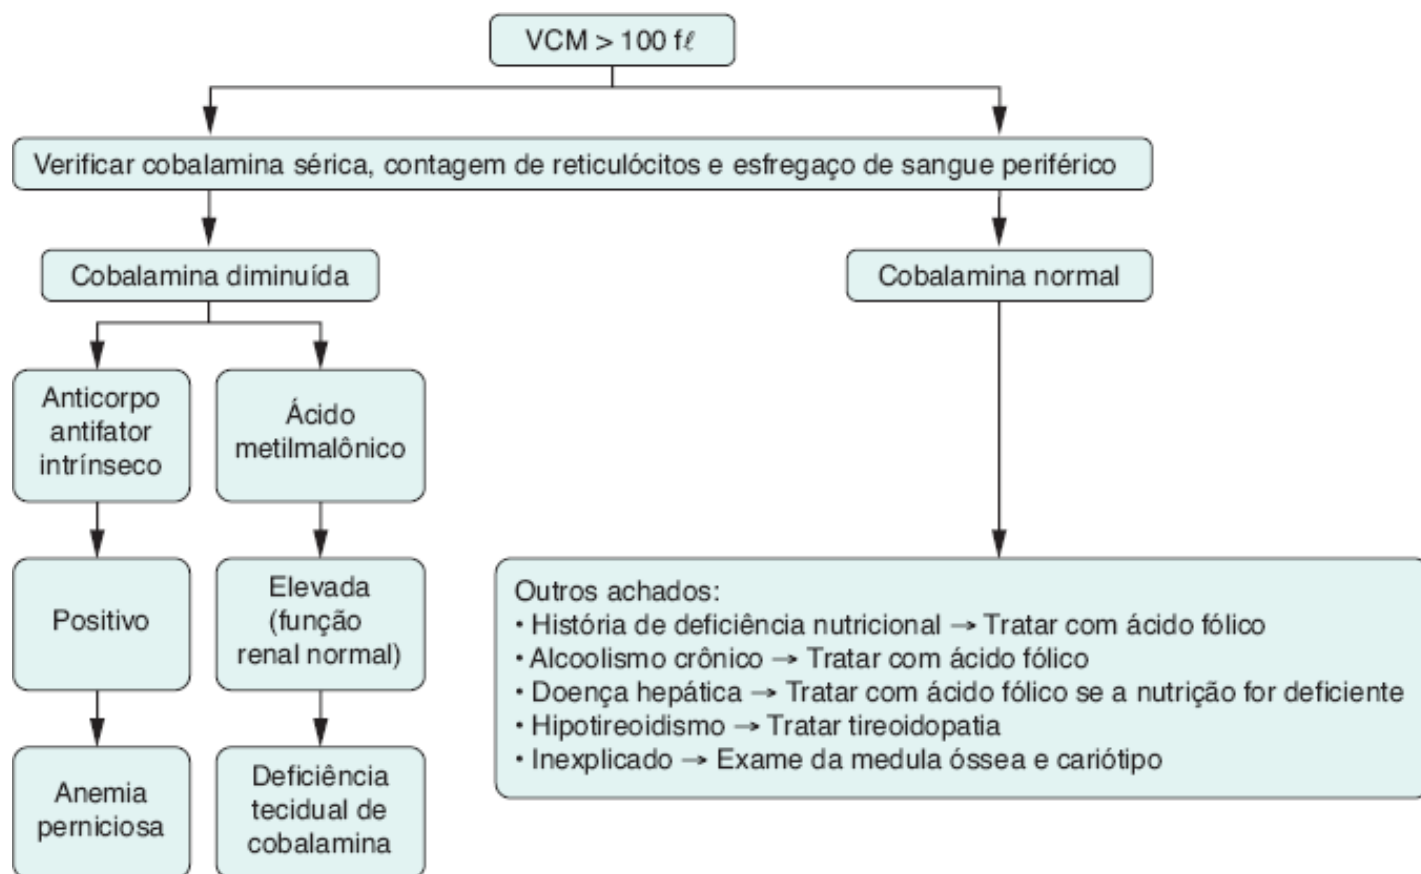 VCM > 100 fℓ
Verificar cobalamina sérica, contagem de reticulócitos e esfregaço de sangue periférico
Cobalamina diminuída
Cobalamina normal
Anticorpo
antifator
intrínseco
Ácido
metilmalônico
Positivo
Elevada
(função
renal normal)
Anemia
perniciosa
Deficiência
tecidual de
cobalamina
Outros achados:
• História de deficiência nutricional → Tratar com ácido fólico
• Alcoolismo crônico → Tratar com ácido fólico
• Doença hepática → Tratar com ácido fólico se a nutrição for deficiente
• Hipotireoidismo → Tratar tireoidopatia
• Inexplicado → Exame da medula óssea e cariótipo